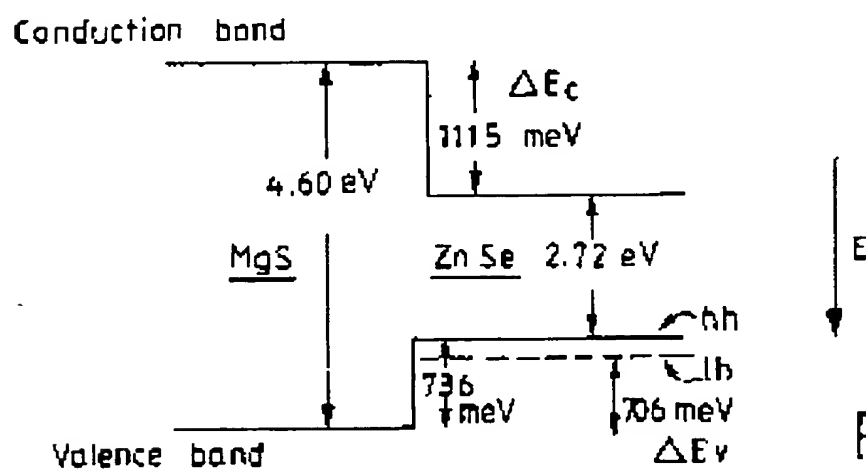 Conduction band
ΔEc
1115 meV
4.60 eV
MgS
ZnSe 2.72 eV
E
hh
lh
736
meV
706 meV
ΔEv
Valence band